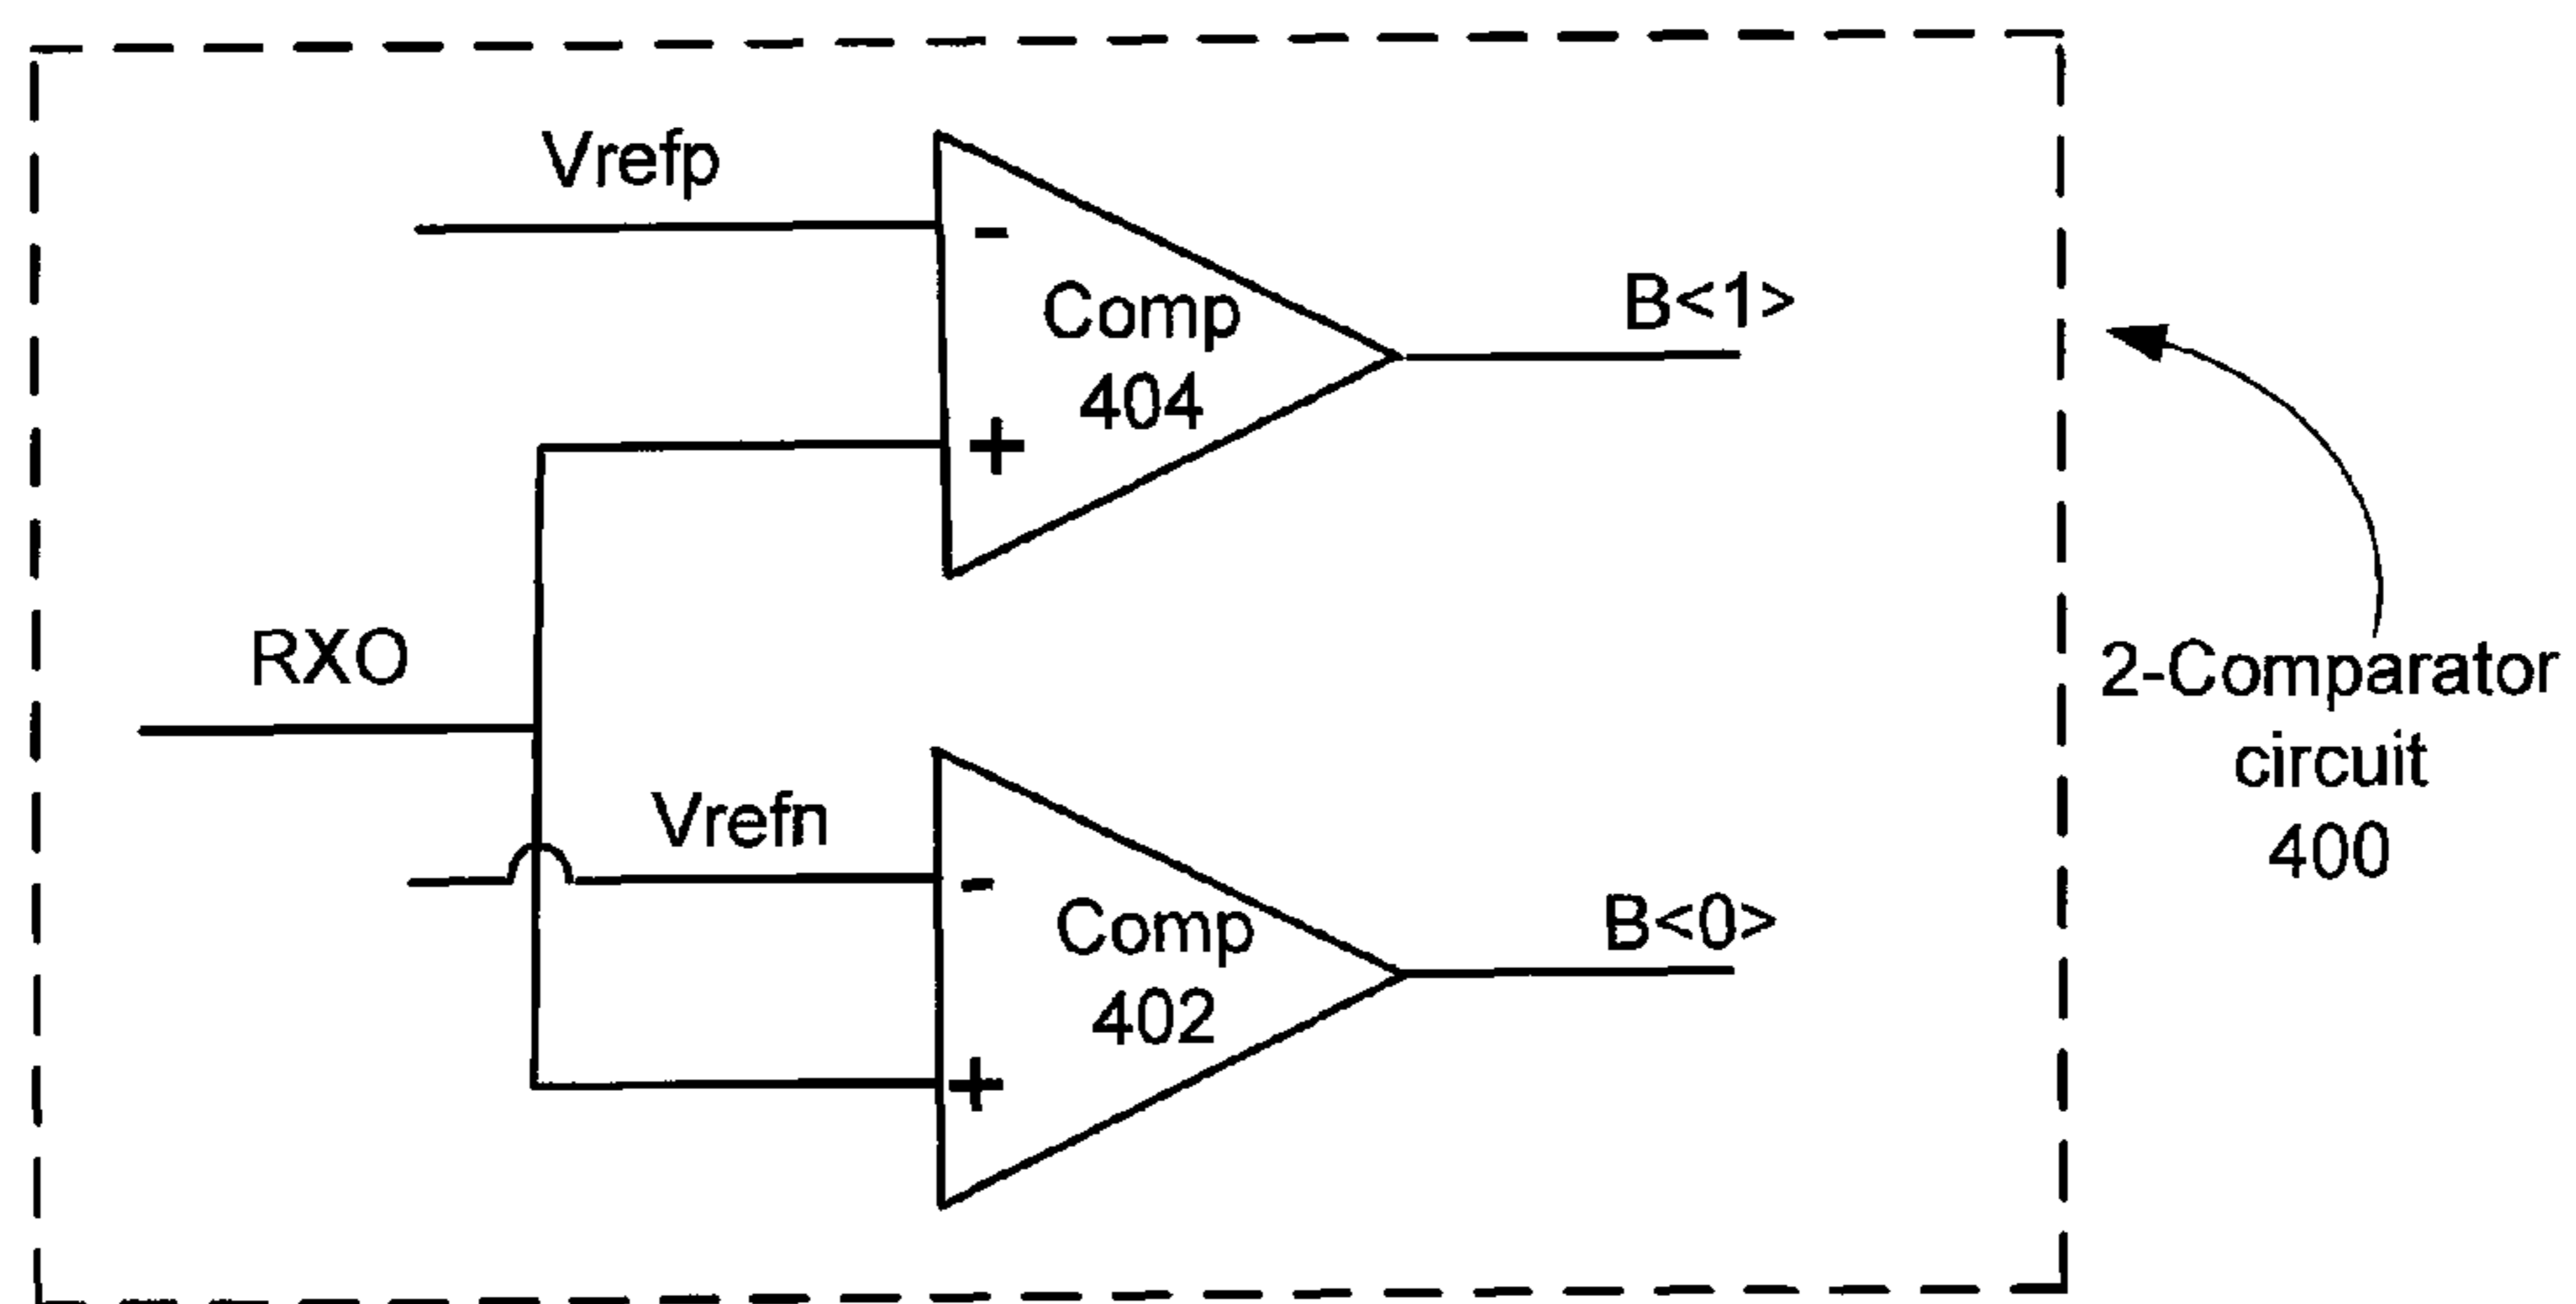 Vrefp
-
Comp
404
+
B<1>
RXO
Vrefn
-
Comp
402
+
B<0>
2-Comparator
circuit
400